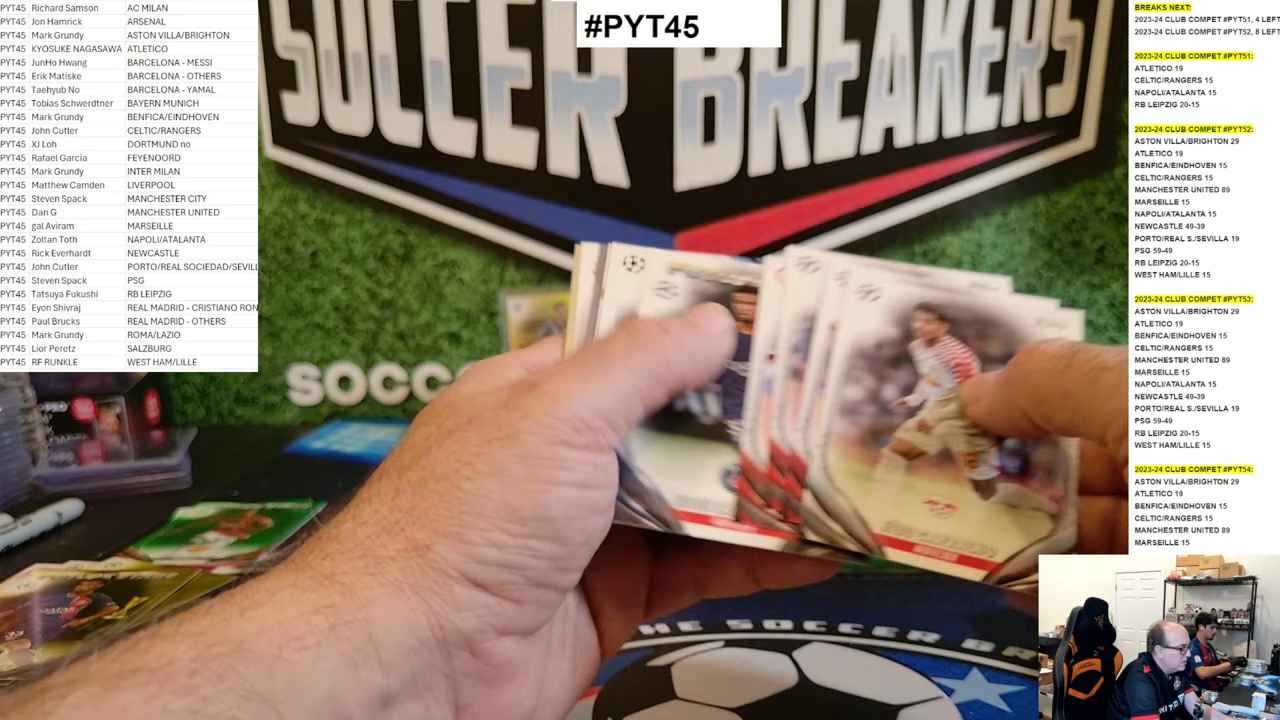 PYT45 Richard Samson AC MILAN
PYT45 Jon Hamrick ARSENAL
PYT45 Mark Grundy ASTON VILLA/BRIGHTON
PYT45 KYOSUKE NAGASAWA ATLETICO
PYT45 JunHo Hwang BARCELONA - MESSI
PYT45 Erik Matiske BARCELONA - OTHERS
PYT45 Taehyub No BARCELONA - YAMAL
PYT45 Tobias Schwerdtner BAYERN MUNICH
PYT45 Mark Grundy BENFICA/EINDHOVEN
PYT45 John Cutler CELTIC/RANGERS
PYT45 XJ Loh DORTMUND no
PYT45 Rafael Garcia FEYENOORD
PYT45 Mark Grundy INTER MILAN
PYT45 Matthew Camden LIVERPOOL
PYT45 Steven Spack MANCHESTER CITY
PYT45 Dan G MANCHESTER UNITED
PYT45 gal Aviram MARSEILLE
PYT45 Zoltan Toth NAPOLI/ATALANTA
PYT45 Rick Everhardt NEWCASTLE
PYT45 John Cutler PORTO/REAL SOCIEDAD/SEVILL
PYT45 Steven Spack PSG
PYT45 Tatsuya Fukushi RB LEIPZIG
PYT45 Eyon Shivraj REAL MADRID - CRISTIANO RON
PYT45 Paul Brucks REAL MADRID - OTHERS
PYT45 Mark Grundy ROMA/LAZIO
PYT45 Lior Peretz SALZBURG
PYT45 RF RUNKLE WEST HAM/LILLE
#PYT45
SOCCER BREAKERS
SOCC
HE SOCCER BR
BREAKS NEXT:
2023-24 CLUB COMPET #PYT51, 4 LEFT
2023-24 CLUB COMPET #PYT52, 8 LEFT
2023-24 CLUB COMPET #PYT51:
ATLETICO 19
CELTIC/RANGERS 15
NAPOLI/ATALANTA 15
RB LEIPZIG 20-15
2023-24 CLUB COMPET #PYT52:
ASTON VILLA/BRIGHTON 29
ATLETICO 19
BENFICA/EINDHOVEN 15
CELTIC/RANGERS 15
MANCHESTER UNITED 89
MARSEILLE 15
NAPOLI/ATALANTA 15
NEWCASTLE 49-39
PORTO/REAL S./SEVILLA 19
PSG 59-49
RB LEIPZIG 20-15
WEST HAM/LILLE 15
2023-24 CLUB COMPET #PYT53:
ASTON VILLA/BRIGHTON 29
ATLETICO 19
BENFICA/EINDHOVEN 15
CELTIC/RANGERS 15
MANCHESTER UNITED 89
MARSEILLE 15
NAPOLI/ATALANTA 15
NEWCASTLE 49-39
PORTO/REAL S./SEVILLA 19
PSG 59-49
RB LEIPZIG 20-15
WEST HAM/LILLE 15
2023-24 CLUB COMPET #PYT54:
ASTON VILLA/BRIGHTON 29
ATLETICO 19
BENFICA/EINDHOVEN 15
CELTIC/RANGERS 15
MANCHESTER UNITED 89
MARSEILLE 15